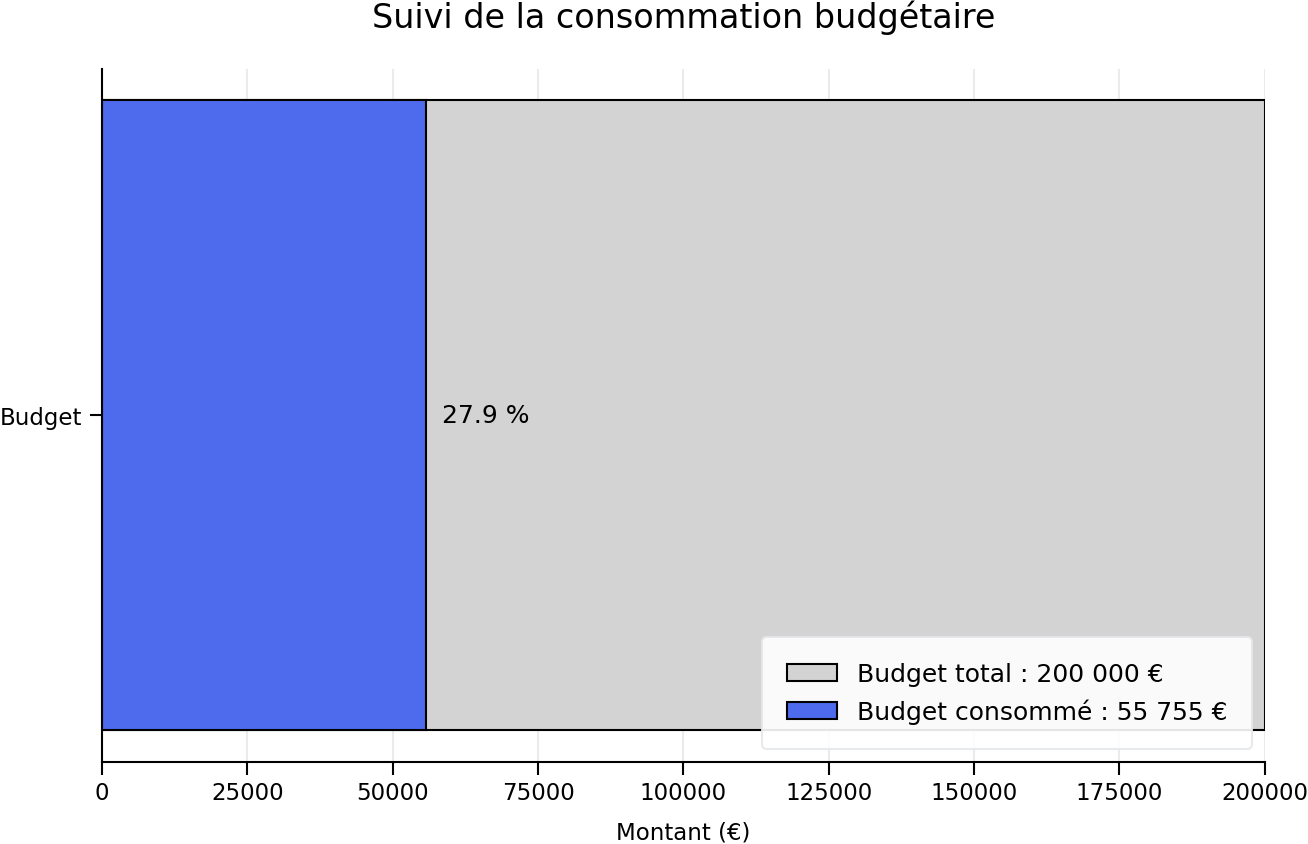 Suivi de la consommation budgétaire
Budget
27.9 %
Budget total : 200 000 €
Budget consommé : 55 755 €
0 25000 50000 75000 100000 125000 150000 175000 200000
Montant (€)